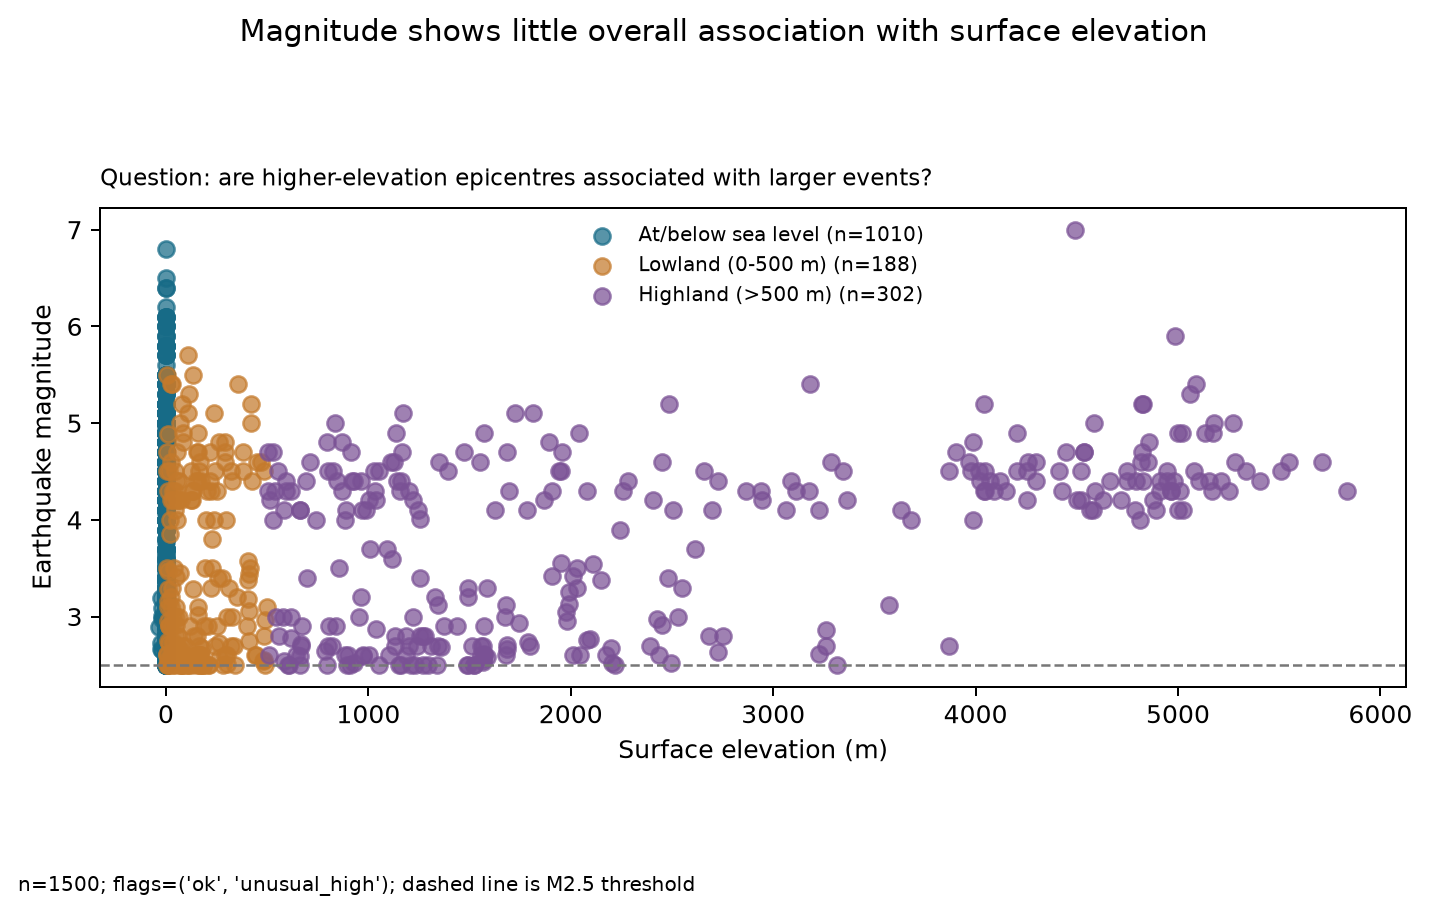 Magnitude shows little overall association with surface elevation
Question: are higher-elevation epicentres associated with larger events?
At/below sea level (n=1010)
Lowland (0-500 m) (n=188)
Highland (>500 m) (n=302)
Earthquake magnitude
7
6
5
4
3
0 1000 2000 3000 4000 5000 6000
Surface elevation (m)
n=1500; flags=('ok', 'unusual_high'); dashed line is M2.5 threshold